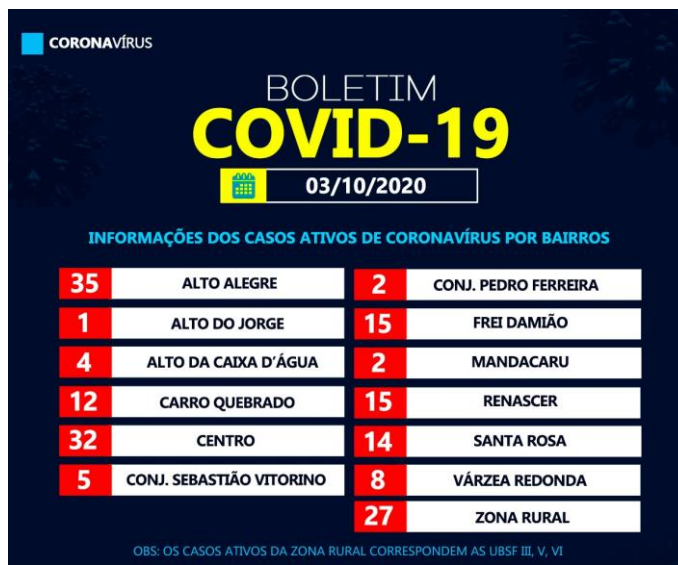 CORONAVÍRUS
BOLETIM
COVID-19
03/10/2020
INFORMAÇÕES DOS CASOS ATIVOS DE CORONAVÍRUS POR BAIRROS
35 ALTO ALEGRE
1 ALTO DO JORGE
4 ALTO DA CAIXA D'ÁGUA
12 CARRO QUEBRADO
32 CENTRO
5 CONJ. SEBASTIÃO VITORINO
2 CONJ. PEDRO FERREIRA
15 FREI DAMIÃO
2 MANDACARU
15 RENASCER
14 SANTA ROSA
8 VÁRZEA REDONDA
27 ZONA RURAL
OBS: OS CASOS ATIVOS DA ZONA RURAL CORRESPONDEM AS UBSF III, V, VI